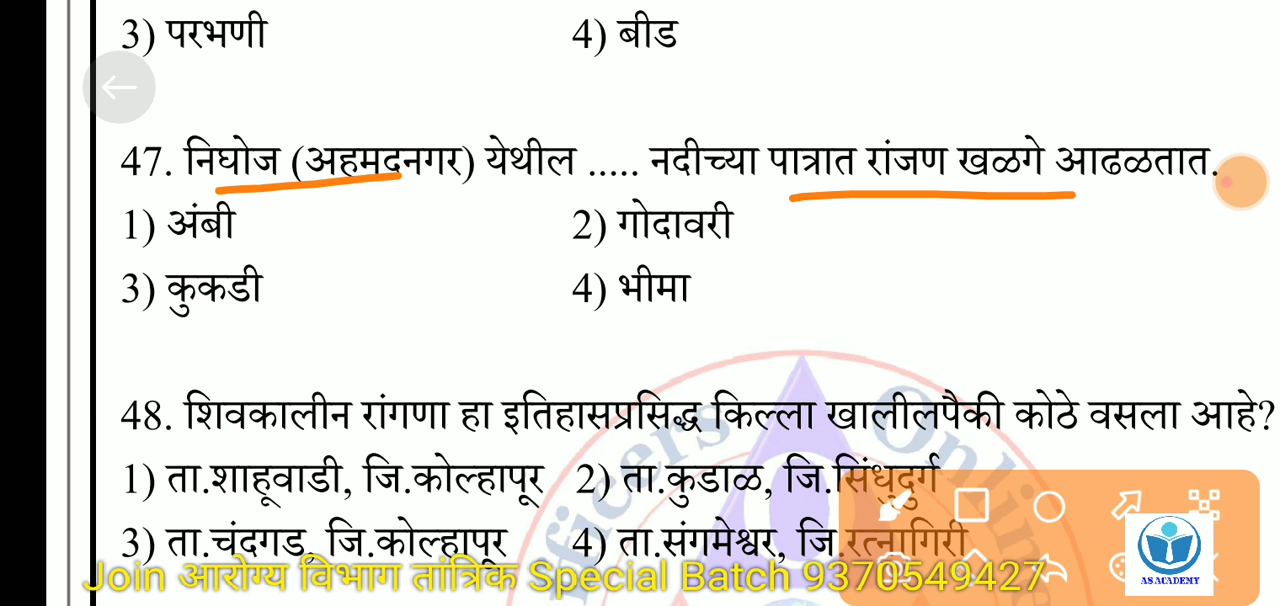 3) परभणी 4) बीड
47. निघोज (अहमदनगर) येथील ..... नदीच्या पात्रात रांजण खळगे आढळतात.
1) अंबी 2) गोदावरी
3) कुकडी 4) भीमा
48. शिवकालीन रांगणा हा इतिहासप्रसिद्ध किल्ला खालीलपैकी कोठे वसला आहे?
1) ता.शाहूवाडी, जि.कोल्हापूर 2) ता.कुडाळ, जि.सिंधुदुर्ग
3) ता.चंदगड, जि.कोल्हापूर 4) ता.संगमेश्वर, जि.रत्नागिरी
Join आरोग्य विभाग तांत्रिक Special Batch 9370549427
AS ACADEMY
fficers Online